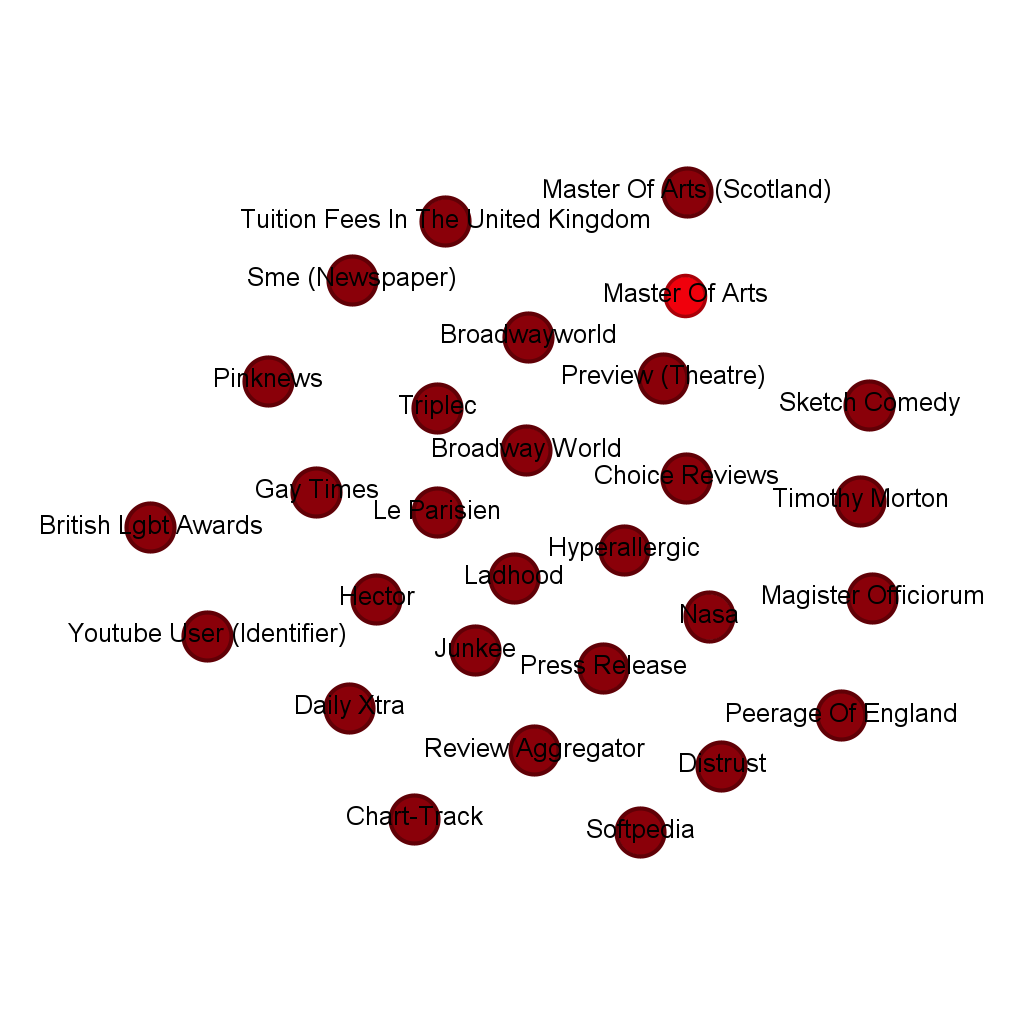 Master Of Arts (Scotland)
Tuition Fees In The United Kingdom
Sme (Newspaper)
Master Of Arts
Broadwayworld
Preview (Theatre)
Pinknews
Sketch Comedy
Triplec
Broadway World
Choice Reviews
Gay Times
Timothy Morton
Le Parisien
British Lgbt Awards
Hyperallergic
Ladhood
Hector
Magister Officiorum
Nasa
Youtube User (Identifier)
Junkee
Press Release
Daily Xtra
Peerage Of England
Review Aggregator
Distrust
Chart-Track
Softpedia